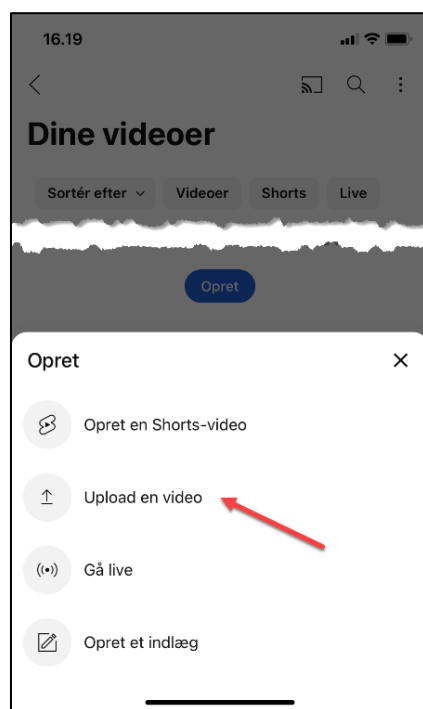 16.19
Dine videoer
Sortér efter Videoer Shorts Live
Opret
Opret
Opret en Shorts-video
Upload en video
Gå live
Opret et indlæg